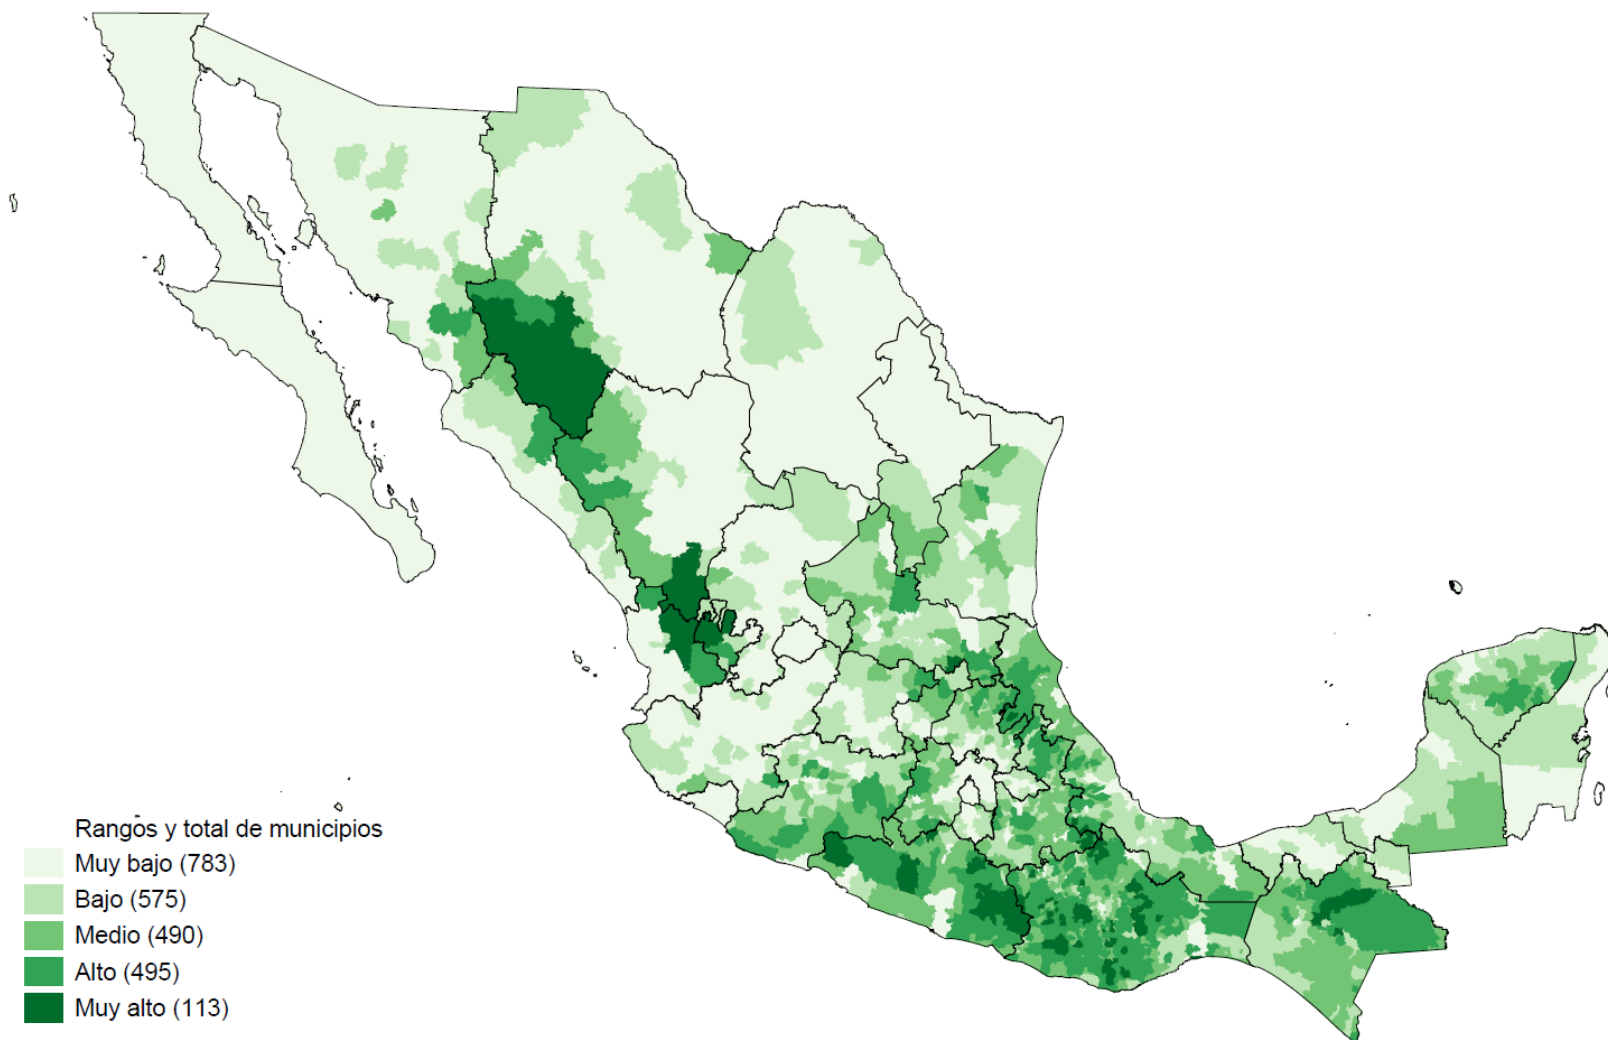 Rangos y total de municipios
Muy bajo (783)
Bajo (575)
Medio (490)
Alto (495)
Muy alto (113)